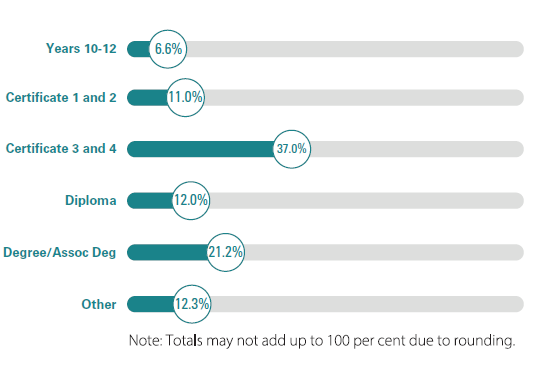 Years 10-12 6.6%
Certificate 1 and 2 11.0%
Certificate 3 and 4 37.0%
Diploma 12.0%
Degree/Assoc Deg 21.2%
Other 12.3%
Note: Totals may not add up to 100 per cent due to rounding.